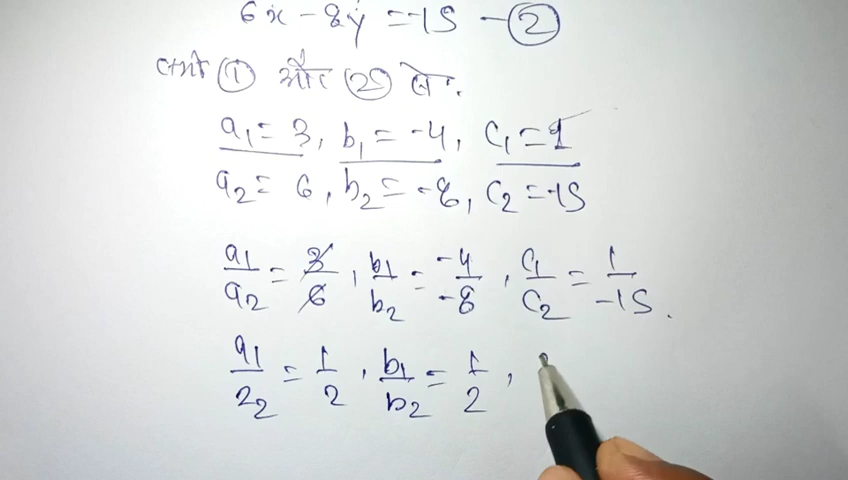 6x - 8y = -15 - ②
समी ① और ② से.
a₁ = 3, b₁ = -4, c₁ = 1
a₂ = 6, b₂ = -8, c₂ = -15
a₁/a₂ = 3/6, b₁/b₂ = -4/-8, c₁/c₂ = 1/-15.
a₁/2₂ = 1/2, b₁/b₂ = 1/2,